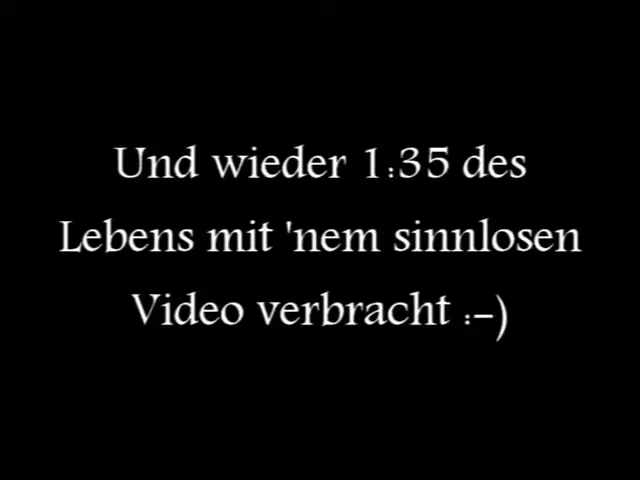 Und wieder 1:35 des
Lebens mit 'nem sinnlosen
Video verbracht :-)